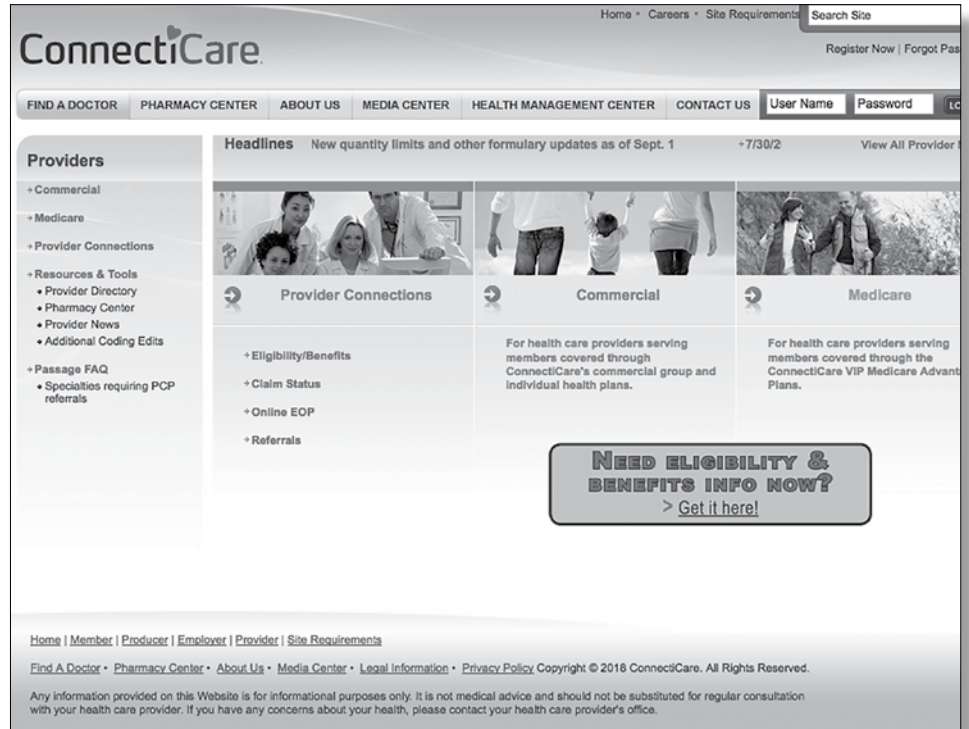 Home • Careers • Site Requirements
Search Site
ConnectiCare.
Register Now | Forgot Pas
FIND A DOCTOR
PHARMACY CENTER
ABOUT US
MEDIA CENTER
HEALTH MANAGEMENT CENTER
CONTACT US
User Name
Password
LO
Providers
Commercial
Medicare
Provider Connections
Resources & Tools
• Provider Directory
• Pharmacy Center
• Provider News
• Additional Coding Edits
Passage FAQ
• Specialties requiring PCP
referrals
Headlines New quantity limits and other formulary updates as of Sept. 1
7/30/2
View All Provider
Provider Connections
Eligibility/Benefits
Claim Status
Online EOP
Referrals
Commercial
For health care providers serving
members covered through
ConnectiCare's commercial group and
individual health plans.
Medicare
For health care providers serving
members covered through the
ConnectiCare VIP Medicare Advant
Plans.
NEED ELIGIBILITY &
BENEFITS INFO NOW?
> Get it here!
Home | Member | Producer | Employer | Provider | Site Requirements
Find A Doctor • Pharmacy Center • About Us • Media Center • Legal Information • Privacy Policy Copyright © 2018 ConnectiCare. All Rights Reserved.
Any information provided on this Website is for informational purposes only. It is not medical advice and should not be substituted for regular consultation
with your health care provider. If you have any concerns about your health, please contact your health care provider's office.